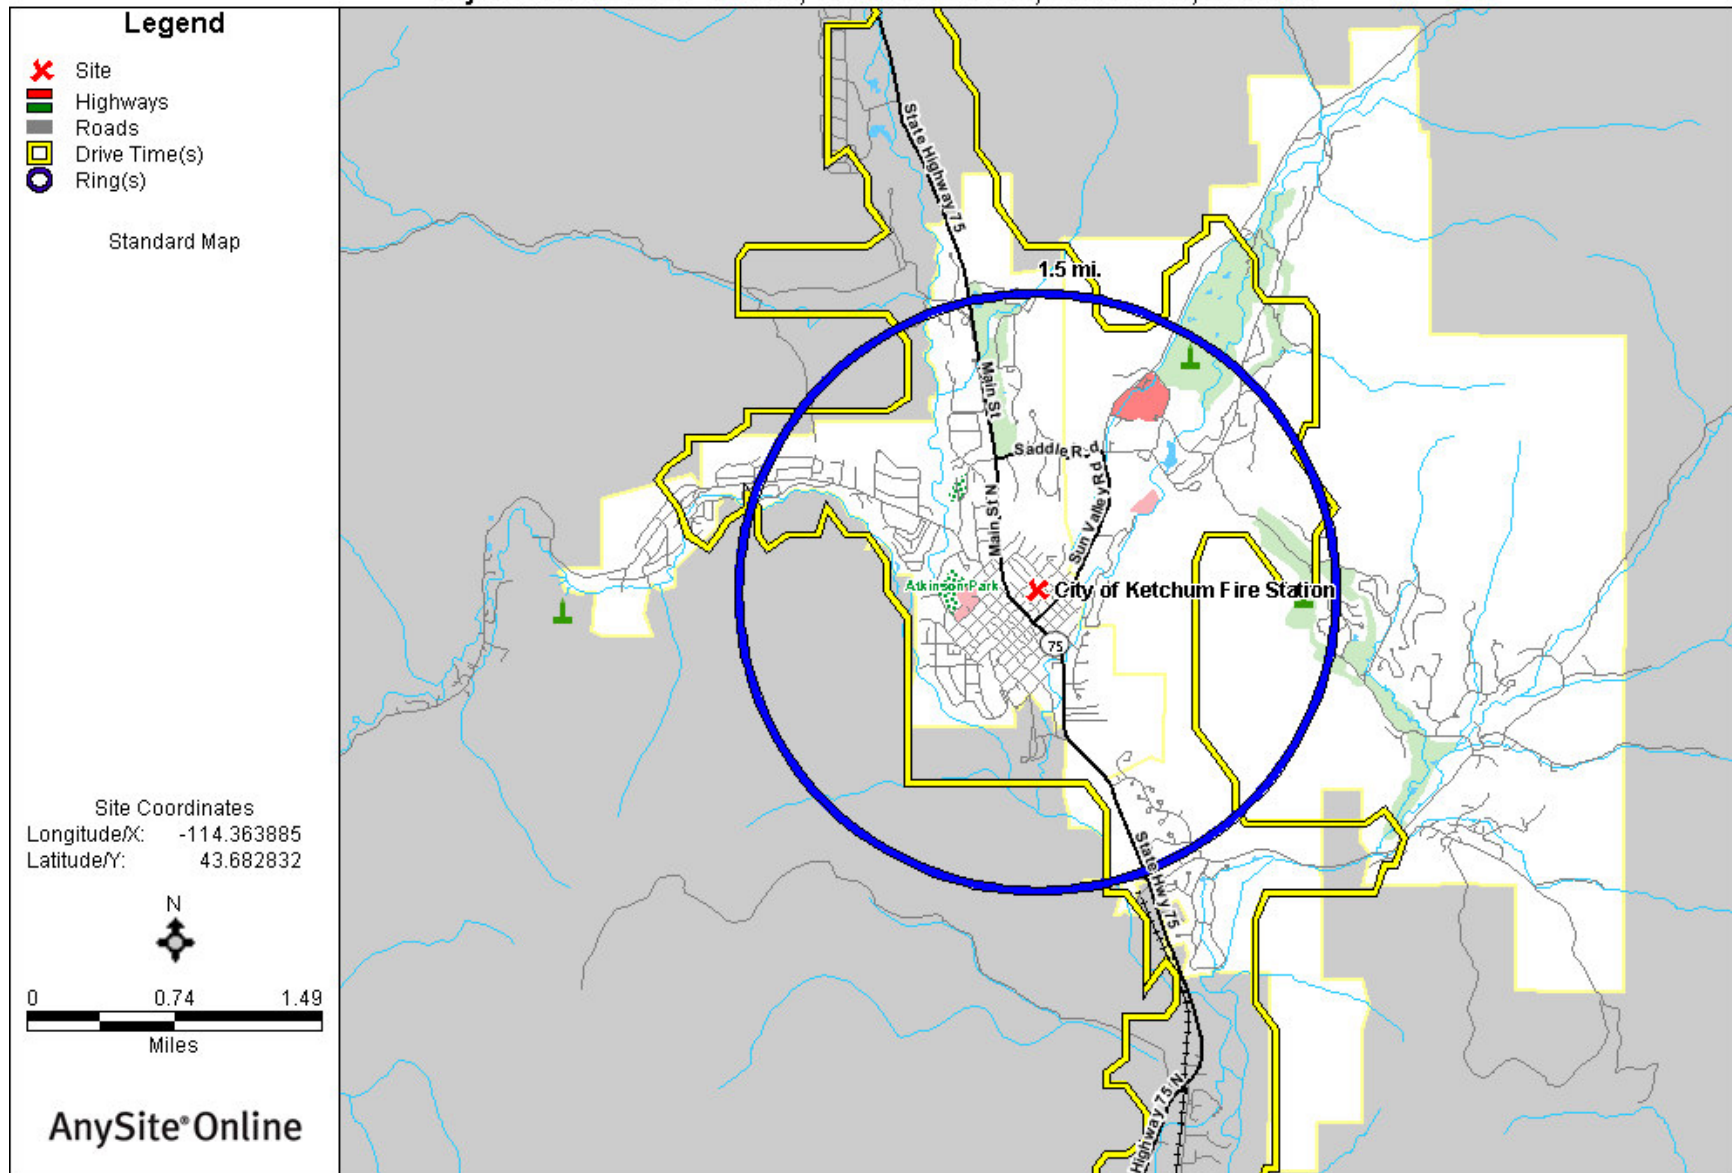 Legend
Site
Highways
Roads
Drive Time(s)
Ring(s)
Standard Map
Site Coordinates
Longitude/X: -114.363885
Latitude/Y: 43.682832
N
0 0.74 1.49
Miles
AnySite® Online
State Highway 75
1.5 mi.
Main St
Saddle Rd
Main St N
Sun Valley Rd
Atkinson Park
City of Ketchum Fire Station
75
State Hwy 75
Highway 75 N